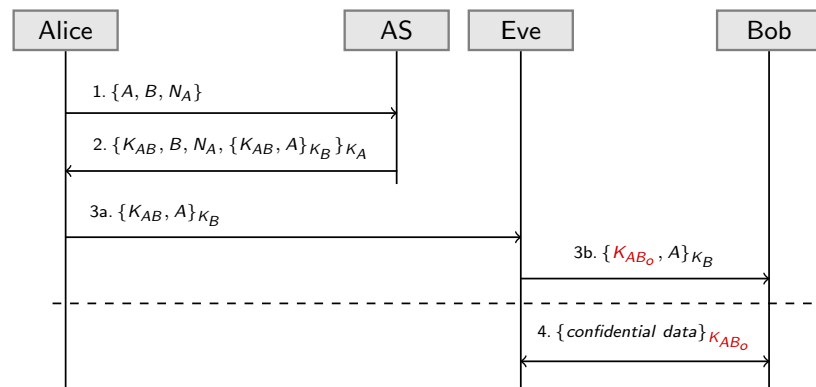 Alice AS Eve Bob
1. {A, B, N_A}
2. {K_AB, B, N_A, {K_AB, A}_K_B}_K_A
3a. {K_AB, A}_K_B
3b. {K_AB_o, A}_K_B
4. {confidential data}_K_AB_o